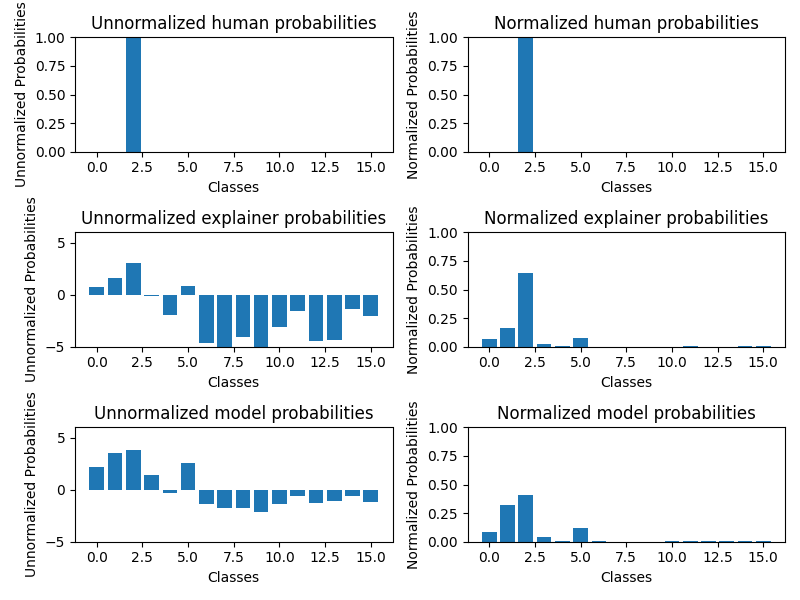 Unnormalized human probabilities
Unnormalized Probabilities
1.00
0.75
0.50
0.25
0.00
0.0 2.5 5.0 7.5 10.0 12.5 15.0
Classes
Normalized human probabilities
Normalized Probabilities
1.00
0.75
0.50
0.25
0.00
0.0 2.5 5.0 7.5 10.0 12.5 15.0
Classes
Unnormalized explainer probabilities
Unnormalized Probabilities
5
0
−5
0.0 2.5 5.0 7.5 10.0 12.5 15.0
Classes
Normalized explainer probabilities
Normalized Probabilities
1.00
0.75
0.50
0.25
0.00
0.0 2.5 5.0 7.5 10.0 12.5 15.0
Classes
Unnormalized model probabilities
Unnormalized Probabilities
5
0
−5
0.0 2.5 5.0 7.5 10.0 12.5 15.0
Classes
Normalized model probabilities
Normalized Probabilities
1.00
0.75
0.50
0.25
0.00
0.0 2.5 5.0 7.5 10.0 12.5 15.0
Classes